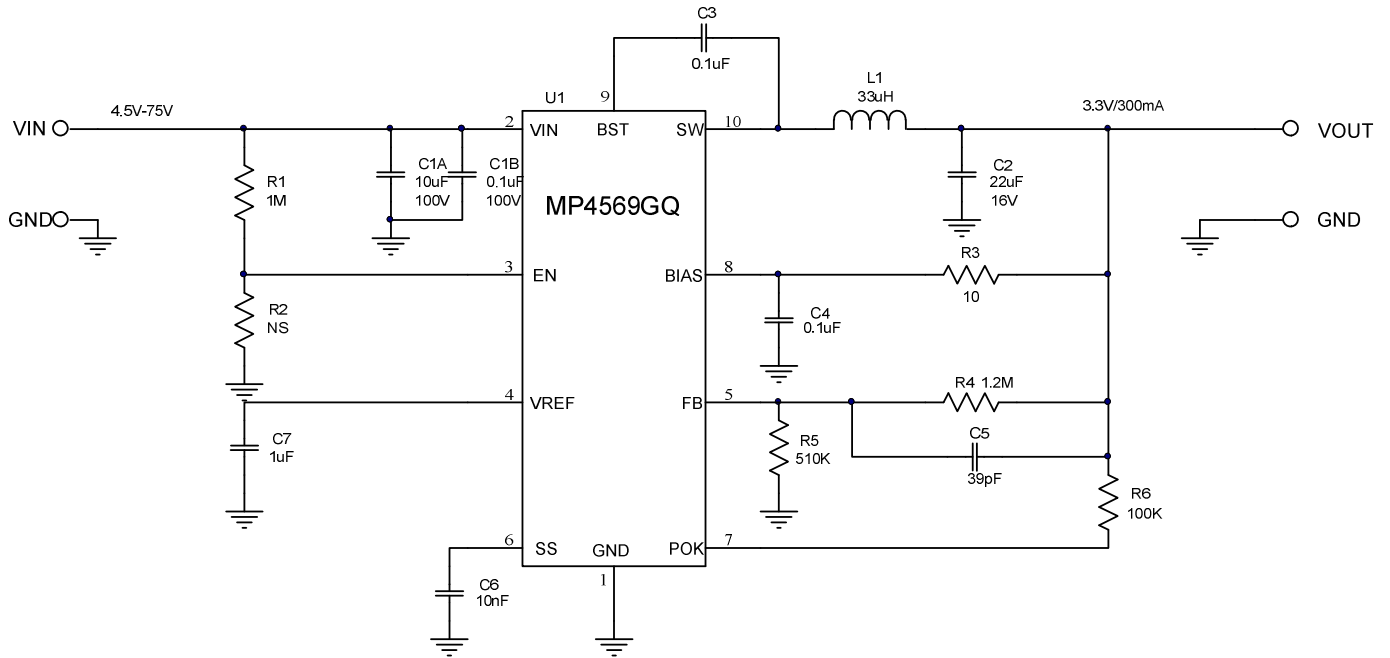 C3
0.1uF
L1
33uH
4.5V-75V
U1
9
3.3V/300mA
VIN
2
VIN
BST
SW
10
VOUT
R1
1M
C1A
10uF
100V
C1B
0.1uF
100V
C2
22uF
16V
MP4569GQ
GND
GND
3
EN
BIAS
8
R3
10
R2
NS
C4
0.1uF
4
VREF
FB
5
R4 1.2M
C7
1uF
R5
510K
C5
39pF
R6
100K
6
SS
GND
POK
7
1
C6
10nF